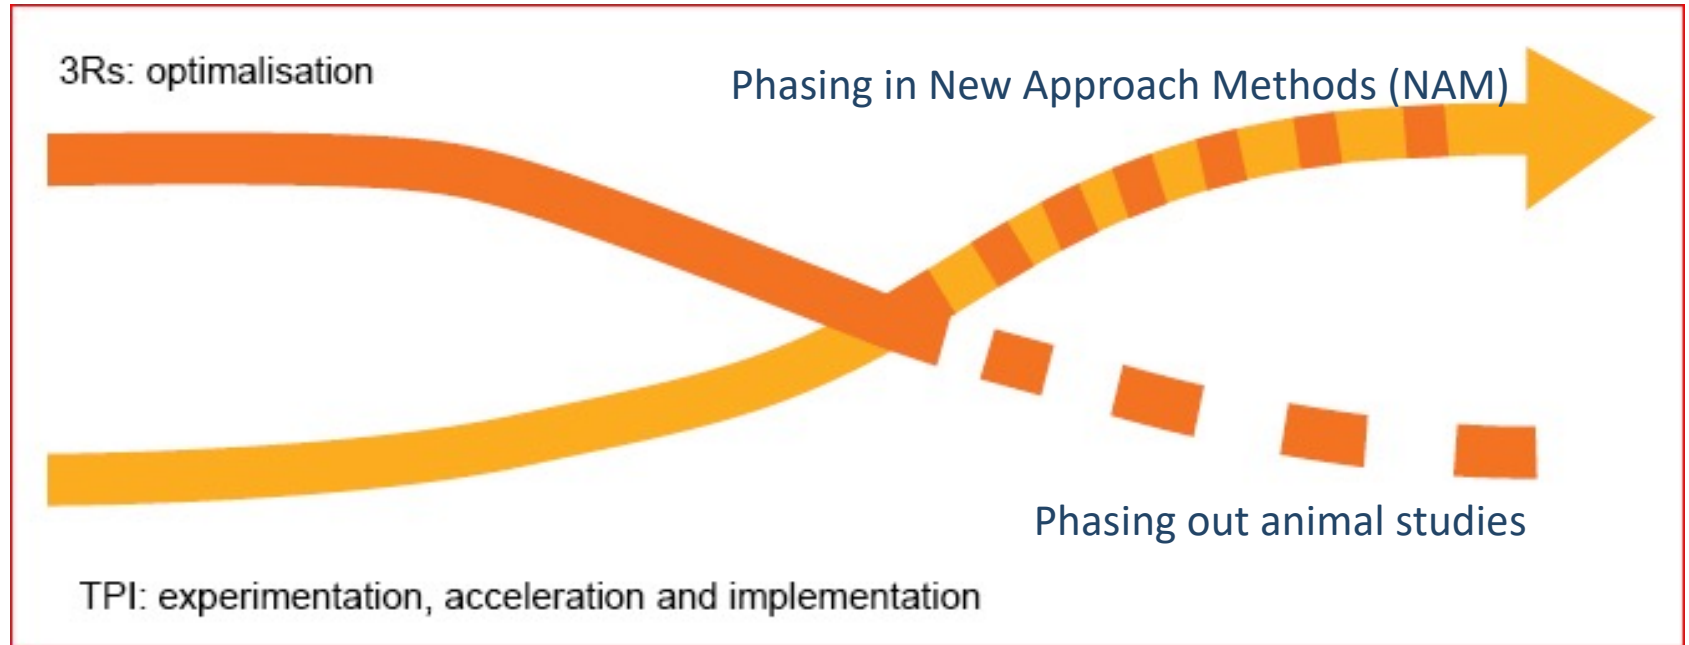 3Rs: optimalisation
Phasing in New Approach Methods (NAM)
Phasing out animal studies
TPI: experimentation, acceleration and implementation